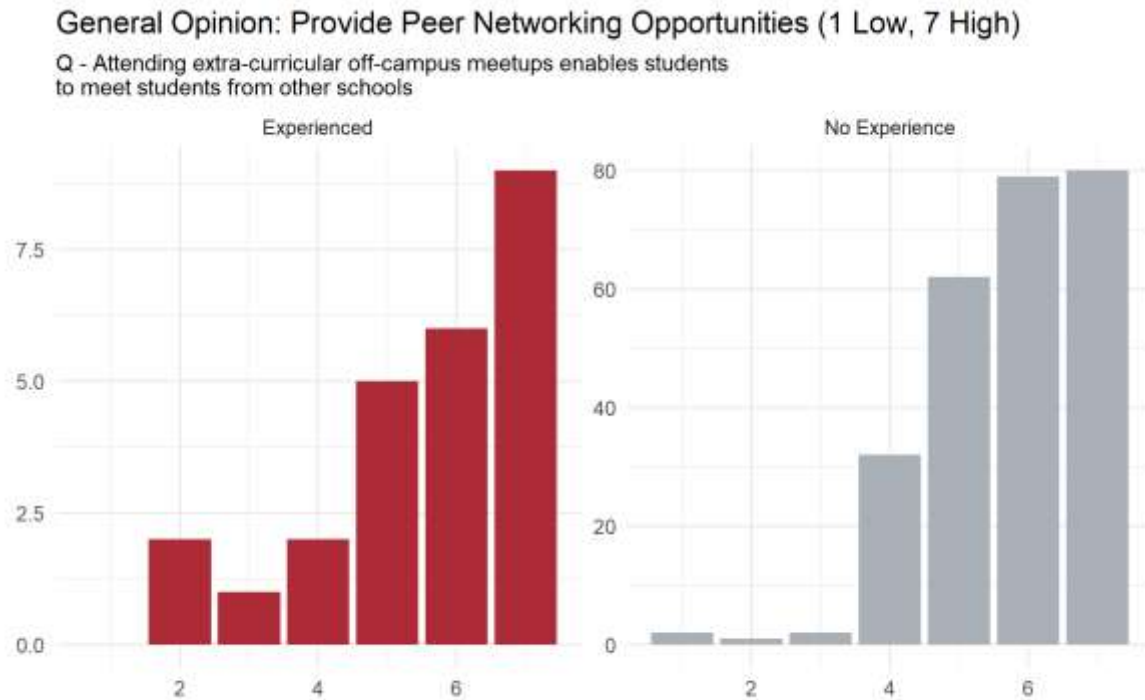 General Opinion: Provide Peer Networking Opportunities (1 Low, 7 High)
Q - Attending extra-curricular off-campus meetups enables students
to meet students from other schools
Experienced
No Experience
7.5
5.0
2.5
0.0
2 4 6
80
60
40
20
0
2 4 6